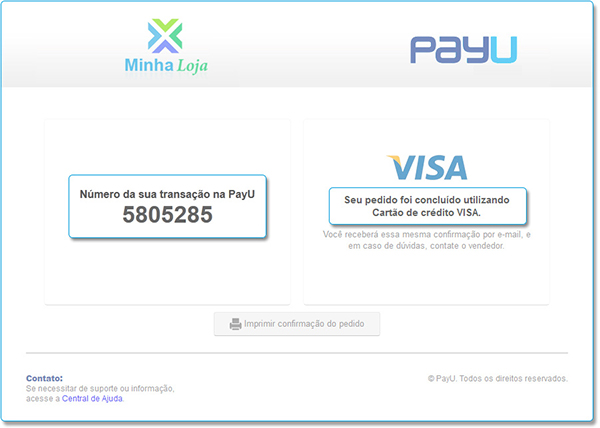 Minha Loja
PayU
Número da sua transação na PayU
5805285
VISA
Seu pedido foi concluído utilizando
Cartão de crédito VISA.
Você receberá essa mesma confirmação por e-mail, e
em caso de dúvidas, contate o vendedor.
Imprimir confirmação do pedido
Contato:
Se necessitar de suporte ou informação,
acesse a Central de Ajuda.
© PayU. Todos os direitos reservados.